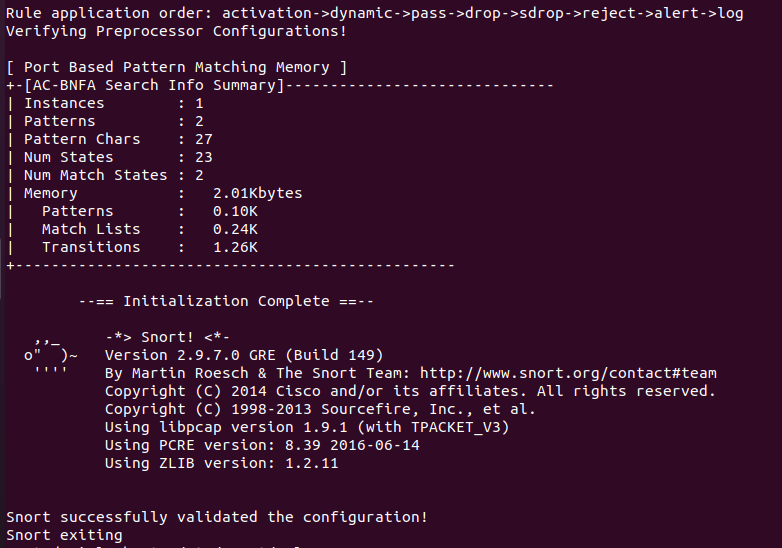 Rule application order: activation->dynamic->pass->drop->sdrop->reject->alert->log
Verifying Preprocessor Configurations!

[ Port Based Pattern Matching Memory ]
+-[AC-BNFA Search Info Summary]------------------------------
| Instances        : 1
| Patterns         : 2
| Pattern Chars    : 27
| Num States       : 23
| Num Match States : 2
| Memory           :   2.01Kbytes
|   Patterns       :   0.10K
|   Match Lists    :   0.24K
|   Transitions    :   1.26K
+-------------------------------------------------

        --== Initialization Complete ==--

   ,,_     -*> Snort! <*-
  o"  )~   Version 2.9.7.0 GRE (Build 149)
   ''''    By Martin Roesch & The Snort Team: http://www.snort.org/contact#team
           Copyright (C) 2014 Cisco and/or its affiliates. All rights reserved.
           Copyright (C) 1998-2013 Sourcefire, Inc., et al.
           Using libpcap version 1.9.1 (with TPACKET_V3)
           Using PCRE version: 8.39 2016-06-14
           Using ZLIB version: 1.2.11


Snort successfully validated the configuration!
Snort exiting